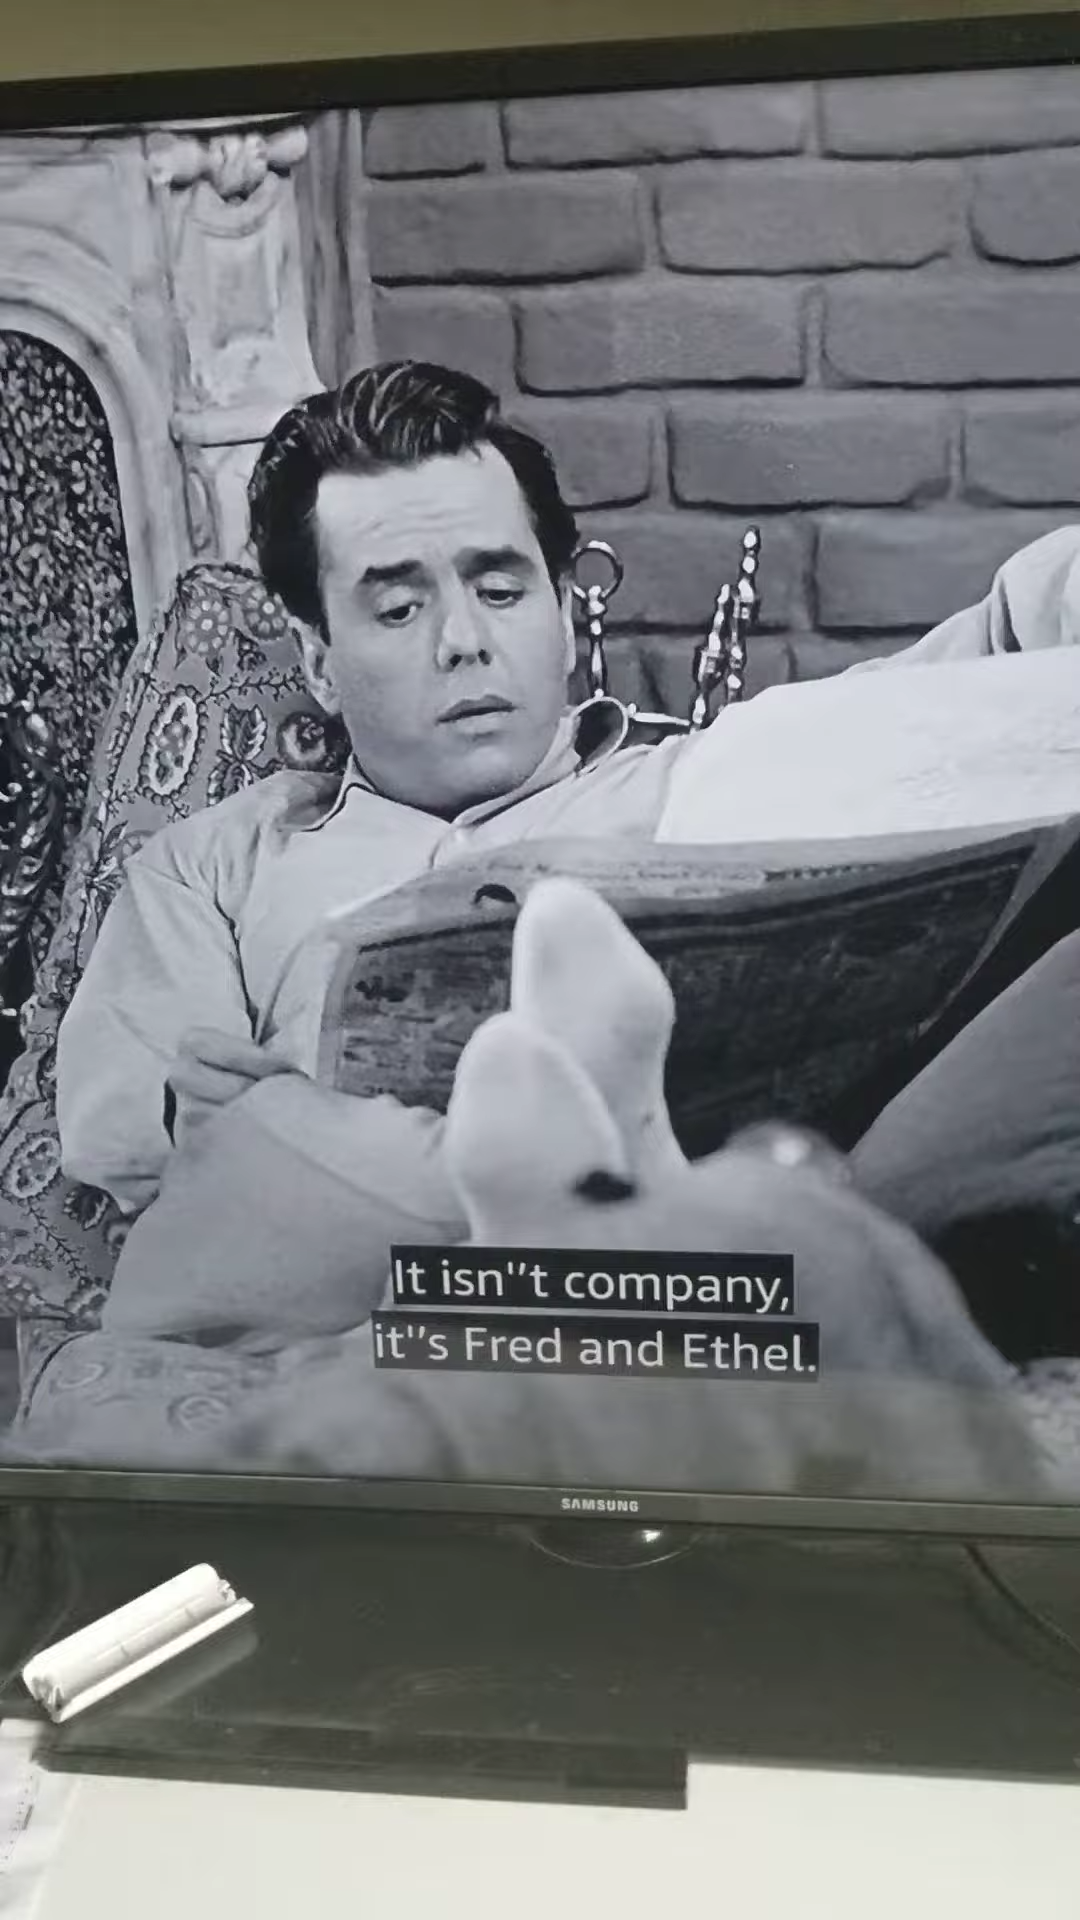 It isn"t company,
it"s Fred and Ethel.
SAMSUNG